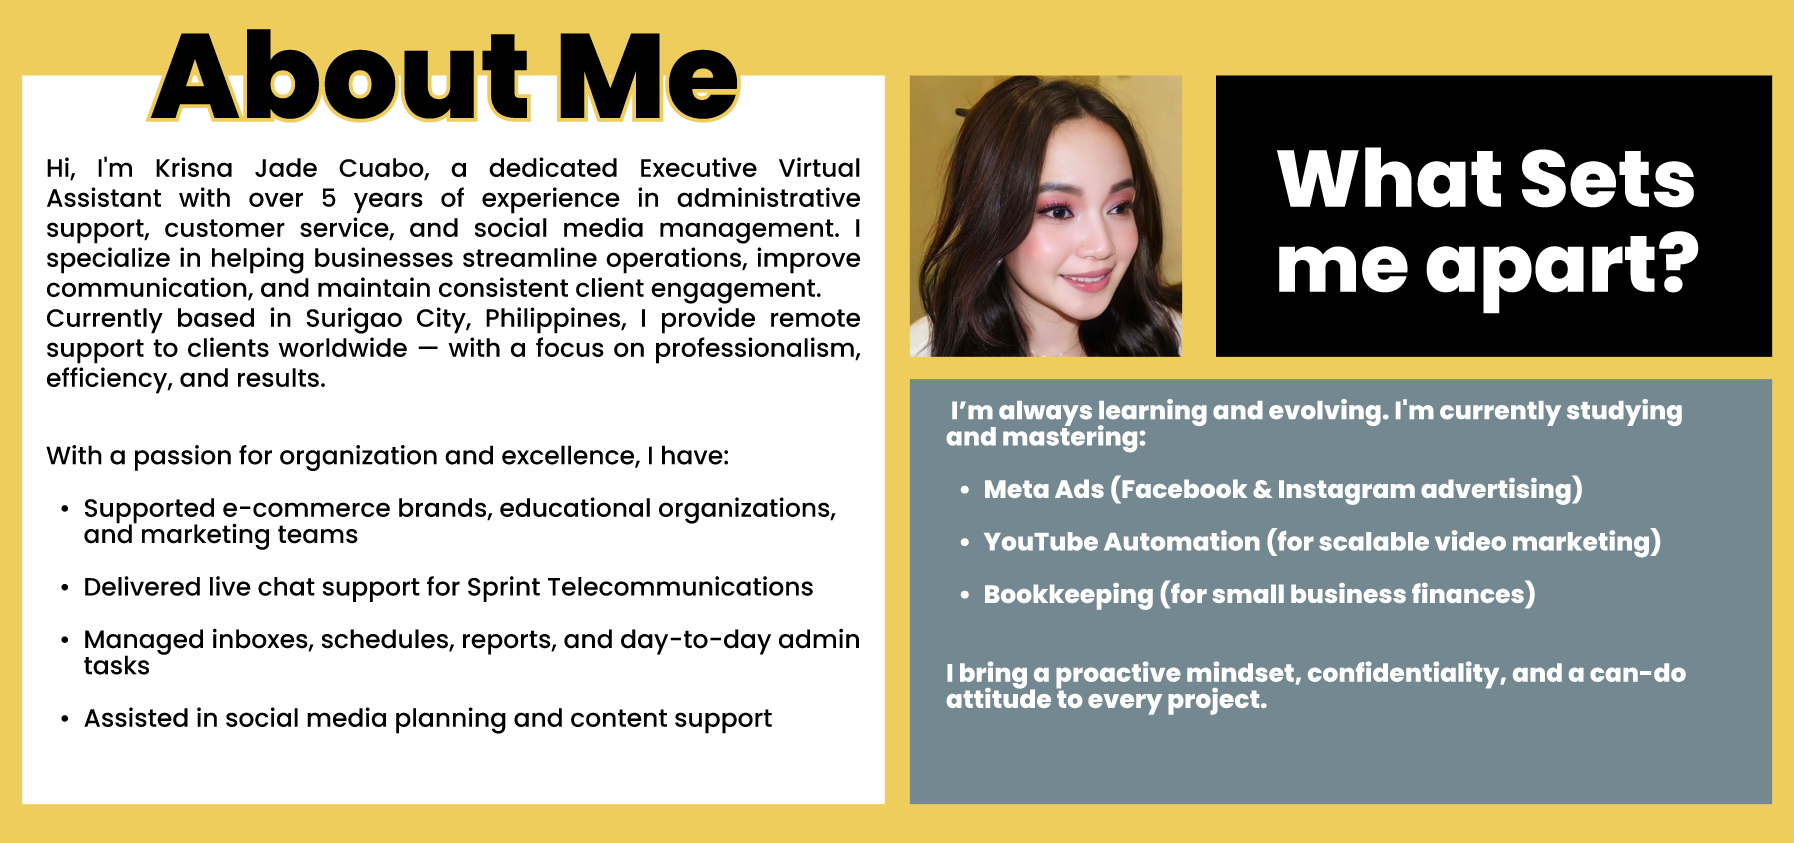 About Me
Hi, I'm Krisna Jade Cuabo, a dedicated Executive Virtual
Assistant with over 5 years of experience in administrative
support, customer service, and social media management. I
specialize in helping businesses streamline operations, improve
communication, and maintain consistent client engagement.
Currently based in Surigao City, Philippines, I provide remote
support to clients worldwide — with a focus on professionalism,
efficiency, and results.
With a passion for organization and excellence, I have:
• Supported e-commerce brands, educational organizations,
and marketing teams
• Delivered live chat support for Sprint Telecommunications
• Managed inboxes, schedules, reports, and day-to-day admin
tasks
• Assisted in social media planning and content support
What Sets
me apart?
I’m always learning and evolving. I'm currently studying
and mastering:
• Meta Ads (Facebook & Instagram advertising)
• YouTube Automation (for scalable video marketing)
• Bookkeeping (for small business finances)
I bring a proactive mindset, confidentiality, and a can-do
attitude to every project.